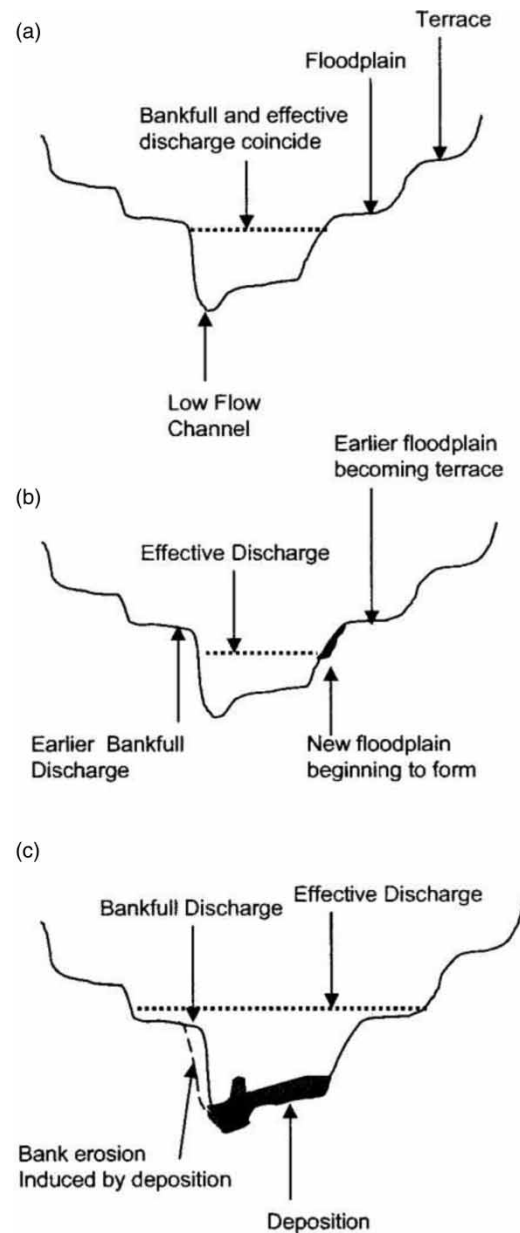 (a)
Terrace
Floodplain
Bankfull and effective
discharge coincide
Low Flow
Channel
(b)
Earlier floodplain
becoming terrace
Effective Discharge
Earlier Bankfull
Discharge
New floodplain
beginning to form
(c)
Bankfull Discharge
Effective Discharge
Bank erosion
Induced by deposition
Deposition